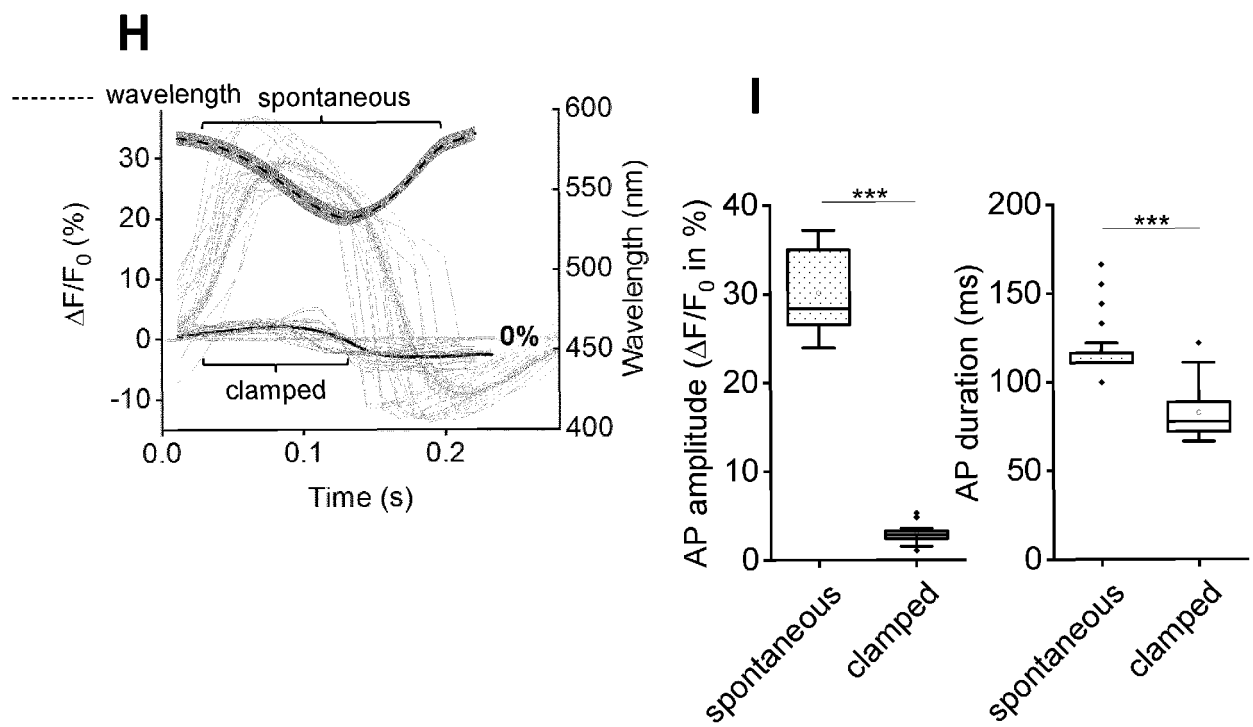 H
wavelength
spontaneous
600
30
550
20
500
10
0
0%
450
clamped
-10
400
0.0
0.1
0.2
Time (s)
ΔF/F₀ (%)
Wavelength (nm)
I
***
40
30
20
10
0
AP amplitude (ΔF/F₀ in %)
spontaneous
clamped
***
200
150
100
50
0
AP duration (ms)
spontaneous
clamped